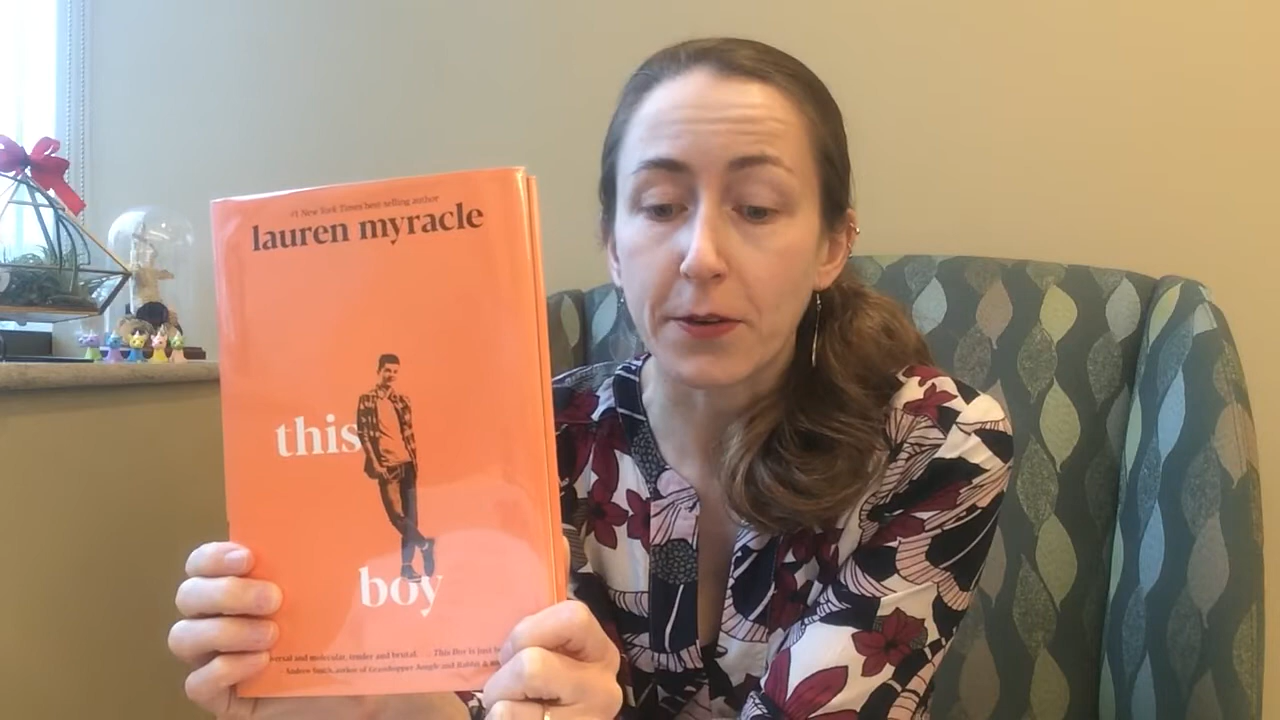 #1 New York Times best-selling author
lauren myracle
this
boy
versal and molecular, tender and brutal. This Boy is just
Andrew Smith, author of Grasshopper Jungle and Rabbit &